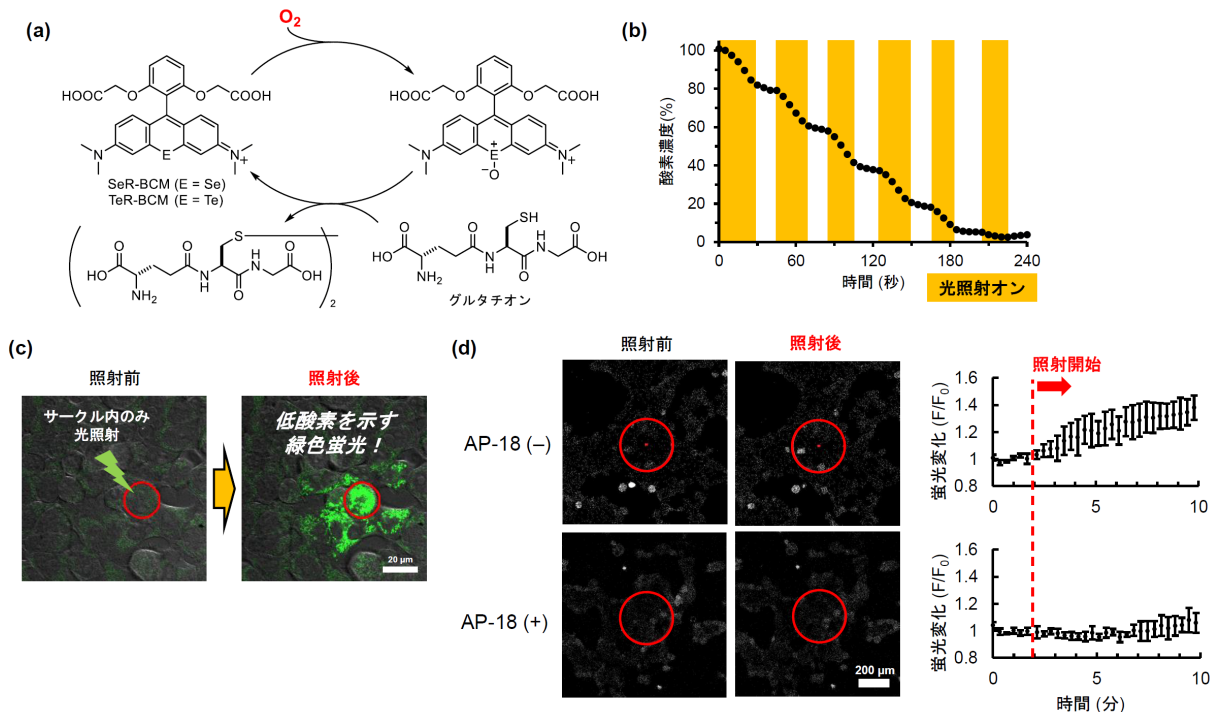 (a)
O2
HOOC
O
O
COOH
HOOC
O
O
COOH
N
E
N+
N
E+
−O
N+
SeR-BCM (E = Se)
TeR-BCM (E = Te)
O
HO
NH2
O
N
H
S
O
H
N
O
OH
2
O
HO
NH2
O
N
H
SH
O
H
N
O
OH
グルタチオン
(b)
酸素濃度(%)
100
80
60
40
20
0
0
60
120
180
240
時間 (秒)
光照射オン
(c)
照射前
照射後
サークル内のみ
光照射
低酸素を示す
緑色蛍光！
20 μm
(d)
照射前
照射後
AP-18 (–)
AP-18 (+)
200 μm
照射開始
蛍光変化 (F/F0)
1.6
1.4
1.2
1
0.8
0
5
10
蛍光変化 (F/F0)
1.6
1.4
1.2
1
0.8
0
5
10
時間 (分)